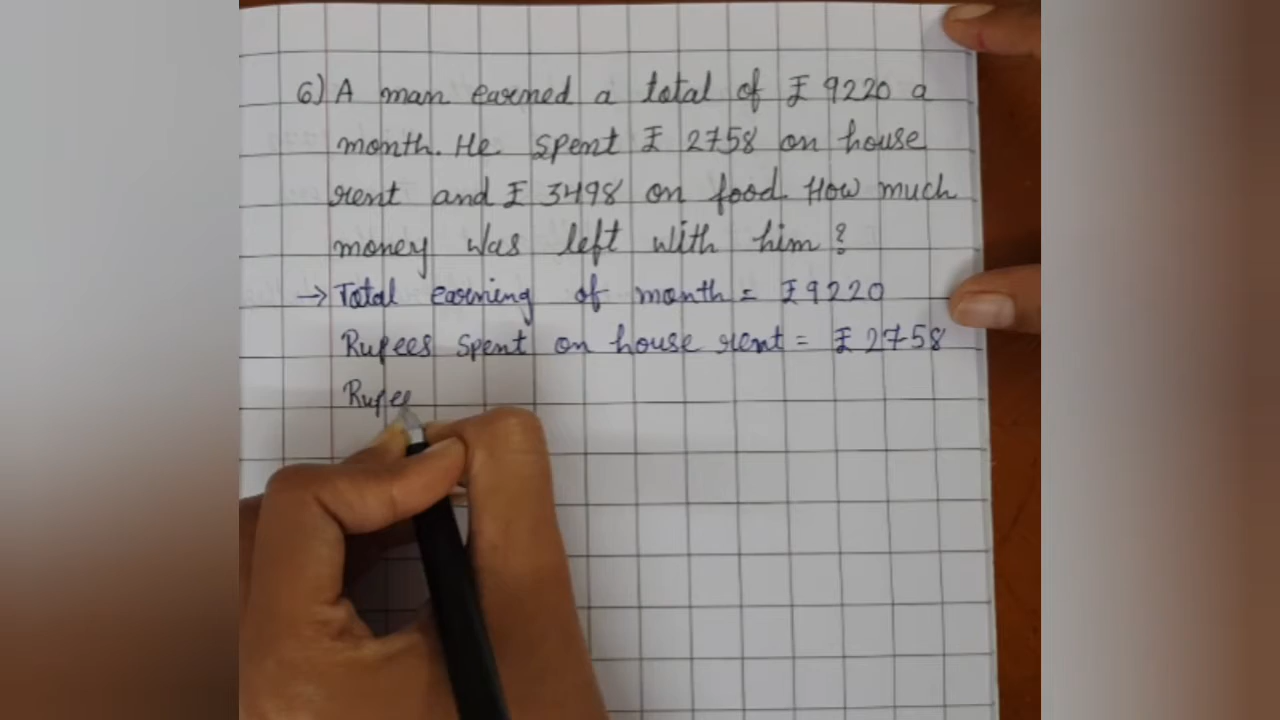 6) A man earned a total of ₹ 9220 a
month. He spent ₹ 2758 on house
rent and ₹ 3498 on food. How much
money was left with him ?
→ Total earning of month = ₹ 9220
Rupees spent on house rent = ₹ 2758
Rupee